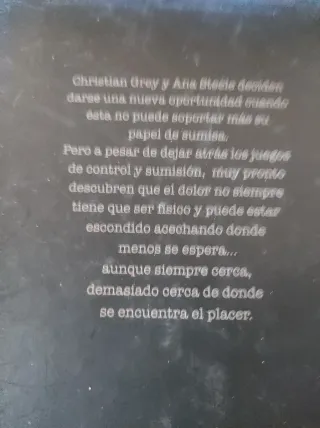 Christian Grey y Ana Steele deciden
darse una nueva oportunidad cuando
ésta no puede soportar más su
papel de sumisa.
Pero a pesar de dejar atrás los juegos
de control y sumisión, muy pronto
descubren que el dolor no siempre
tiene que ser físico y puede estar
escondido acechando donde
menos se espera...
aunque siempre cerca,
demasiado cerca de donde
se encuentra el placer.